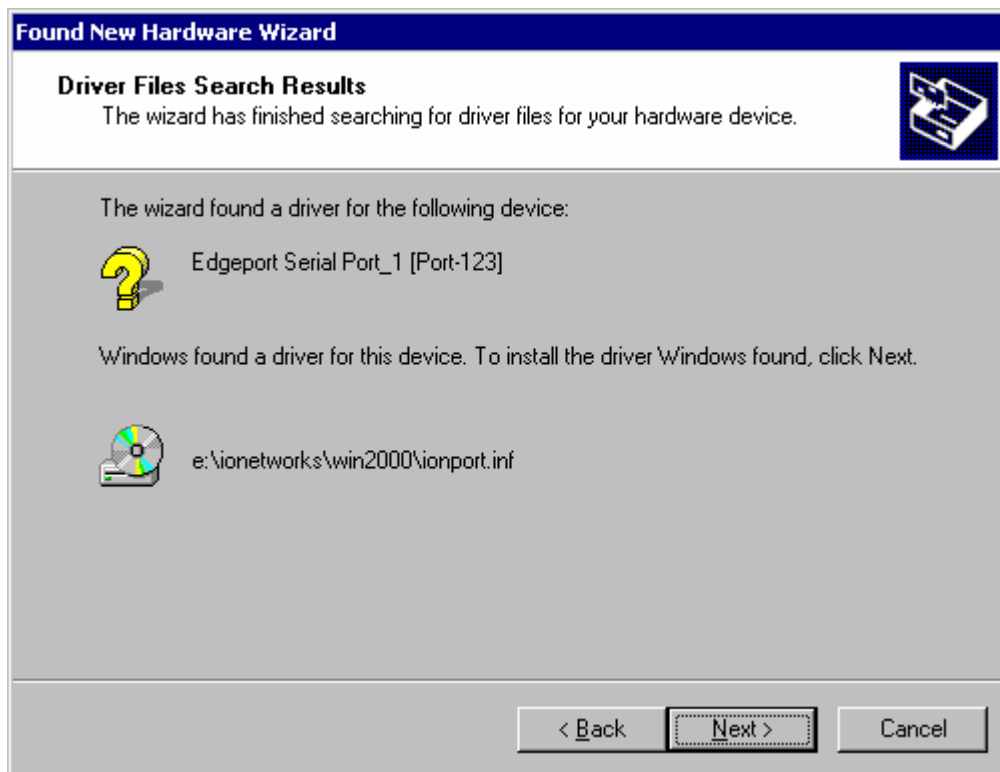 Found New Hardware Wizard
Driver Files Search Results
The wizard has finished searching for driver files for your hardware device.
The wizard found a driver for the following device:
Edgeport Serial Port_1 [Port-123]
Windows found a driver for this device. To install the driver Windows found, click Next.
e:\ionetworks\win2000\ionport.inf
< Back Next > Cancel